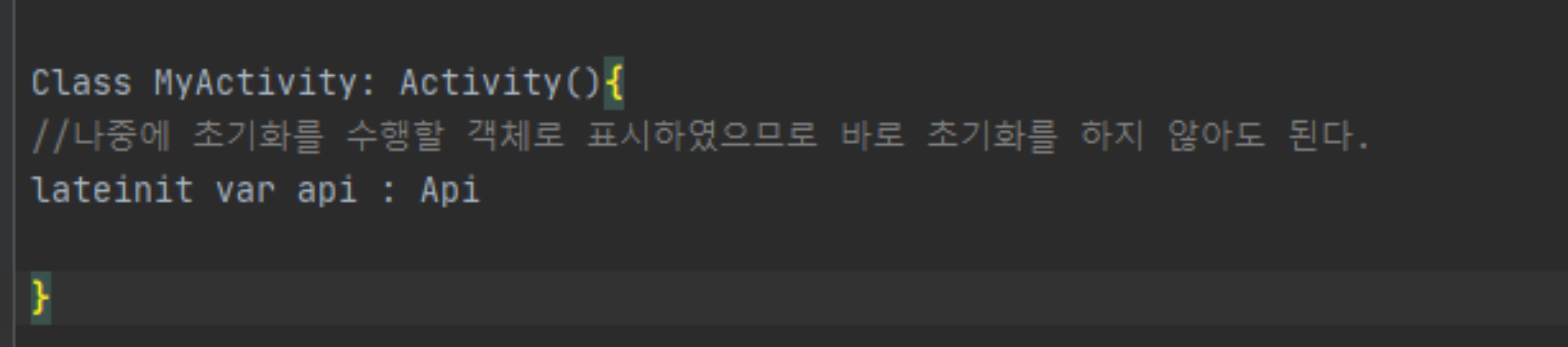 Class MyActivity: Activity(){
//나중에 초기화를 수행할 객체로 표시하였으므로 바로 초기화를 하지 않아도 된다.
lateinit var api : Api
}